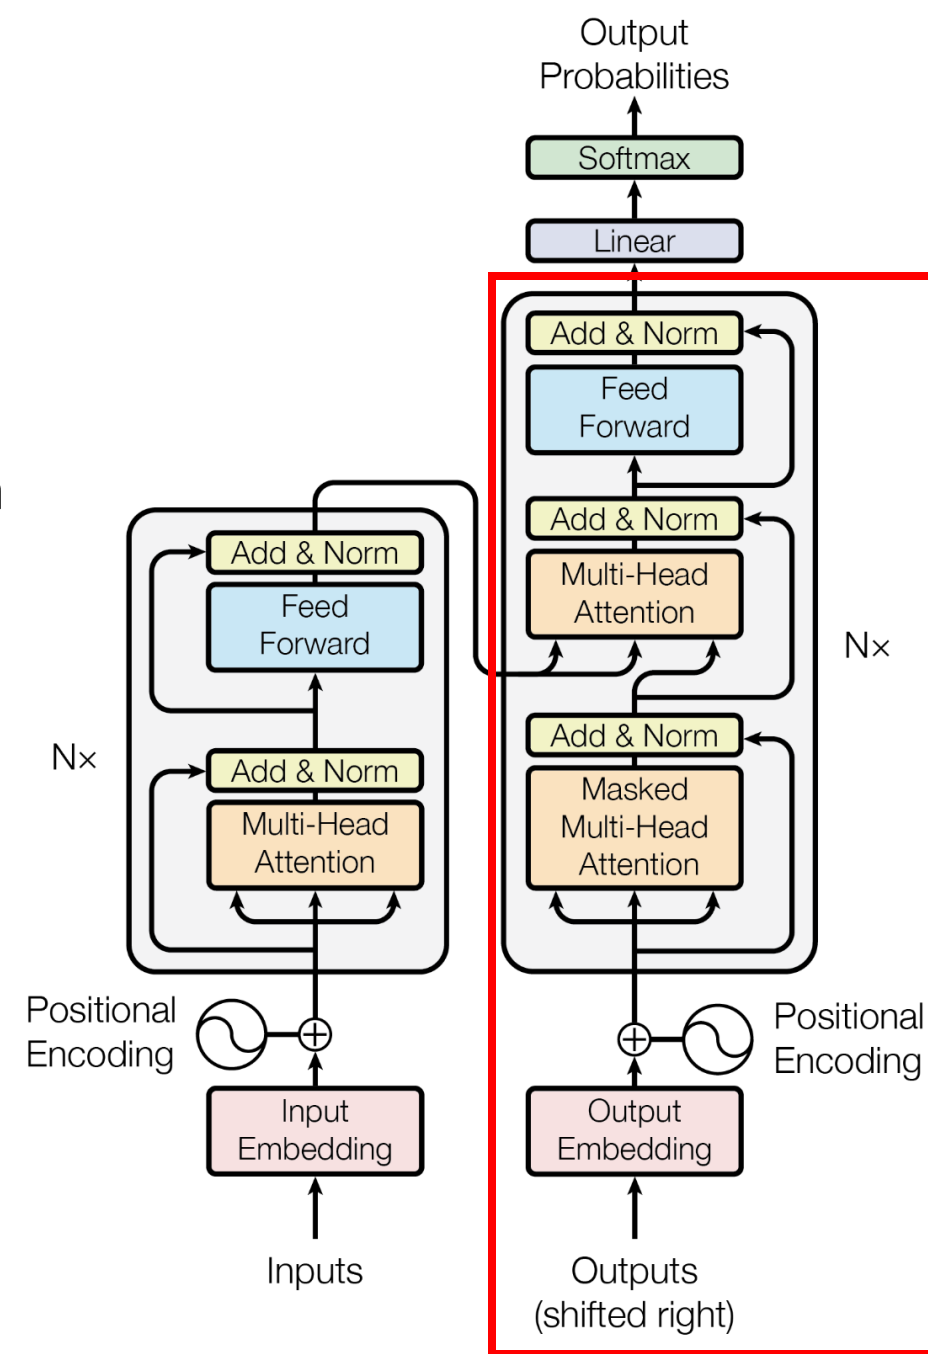 Output
Probabilities
Softmax
Linear
Add & Norm
Feed
Forward
Add & Norm
Multi-Head
Attention
Nx
Add & Norm
Masked
Multi-Head
Attention
Positional
Encoding
Output
Embedding
Outputs
(shifted right)
Add & Norm
Feed
Forward
Nx
Add & Norm
Multi-Head
Attention
Positional
Encoding
Input
Embedding
Inputs